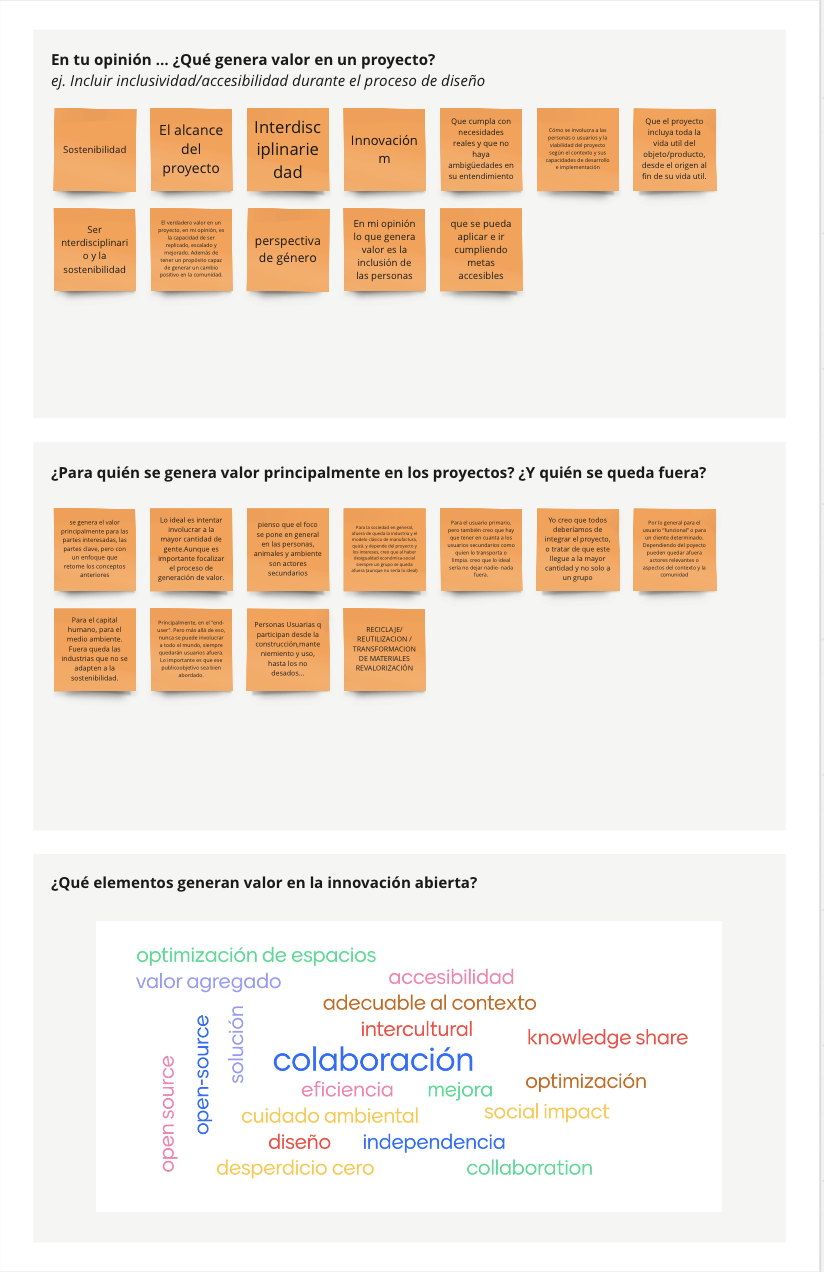 En tu opinión ... ¿Qué genera valor en un proyecto?
ej. Incluir inclusividad/accesibilidad durante el proceso de diseño
Sostenibilidad
El alcance
del
proyecto
Interdisc
iplinarie
dad
Innovación
m
Que cumpla con
necesidades
reales y que no
haya
ambigüedades en
su entendimiento
Cómo se involucra a las
personas o usuarios y la
viabilidad del proyecto
según el contexto y sus
capacidades de desarrollo
e implementación
Que el proyecto
incluya toda la
vida util del
objeto/producto,
desde el origen al
fin de su vida util.
Ser
nterdisciplinari
o y la
sostenibilidad
El verdadero valor en un
proyecto, en mi opinión, es
la capacidad de ser
replicado, escalado y
mejorado. Además de
tener un propósito capaz
de generar un cambio
positivo en la comunidad.
perspectiva
de género
En mi opinión
lo que genera
valor es la
inclusión de
las personas
que se pueda
aplicar e ir
cumpliendo
metas
accesibles
¿Para quién se genera valor principalmente en los proyectos? ¿Y quién se queda fuera?
se genera el valor
principalmente para las
partes interesadas, las
partes clave, pero con
un enfoque que
retome los conceptos
anteriores
Lo ideal es intentar
involucrar a la
mayor cantidad de
gente.Aunque es
importante focalizar
el proceso de
generación de valor.
pienso que el foco
se pone en general
en las personas,
animales y ambiente
son actores
secundarios
Para la sociedad en general,
afuera de queda la industria y el
modelo clásico de manufactura,
quizá, y depende del proyecto y
los intereses, creo que al haber
desigualdad económica-social
siempre un grupo se queda
afuera (aunque no sería lo ideal)
Para el usuario primario,
pero también creo que hay
que tener en cuanta a los
usuarios secundarios como
quien lo transporta o
limpia. creo que lo ideal
sería no dejar nadie- nada
fuera.
Yo creo que todos
deberíamos de
integrar el proyecto,
o tratar de que este
llegue a la mayor
cantidad y no solo a
un grupo
Por lo general para el
usuario "funcional" o para
un cliente determinado.
Dependiendo del poyecto
pueden quedar afuera
actores relevantes o
aspectos del contexto y la
comunidad
Para el capital
humano, para el
medio ambiente.
Fuera queda las
industrias que no se
adapten a la
sostenibilidad.
Principalmente, en el "end-
user". Pero más allá de eso,
nunca se puede involucrar
a todo el mundo, siempre
quedarán usuarios afuera.
Lo importante es que ese
publicoobjetivo sea bien
abordado.
Personas Usuarias q
participan desde la
construcción,mante
niemiento y uso,
hasta los no
desados...
RECICLAJE/
REUTILIZACION /
TRANSFORMACION
DE MATERIALES
REVALORIZACIÓN
¿Qué elementos generan valor en la innovación abierta?
optimización de espacios
valor agregado
accesibilidad
adecuable al contexto
intercultural
knowledge share
solución
open-source
open source
colaboración
eficiencia
mejora
optimización
cuidado ambiental
social impact
diseño
independencia
desperdicio cero
collaboration